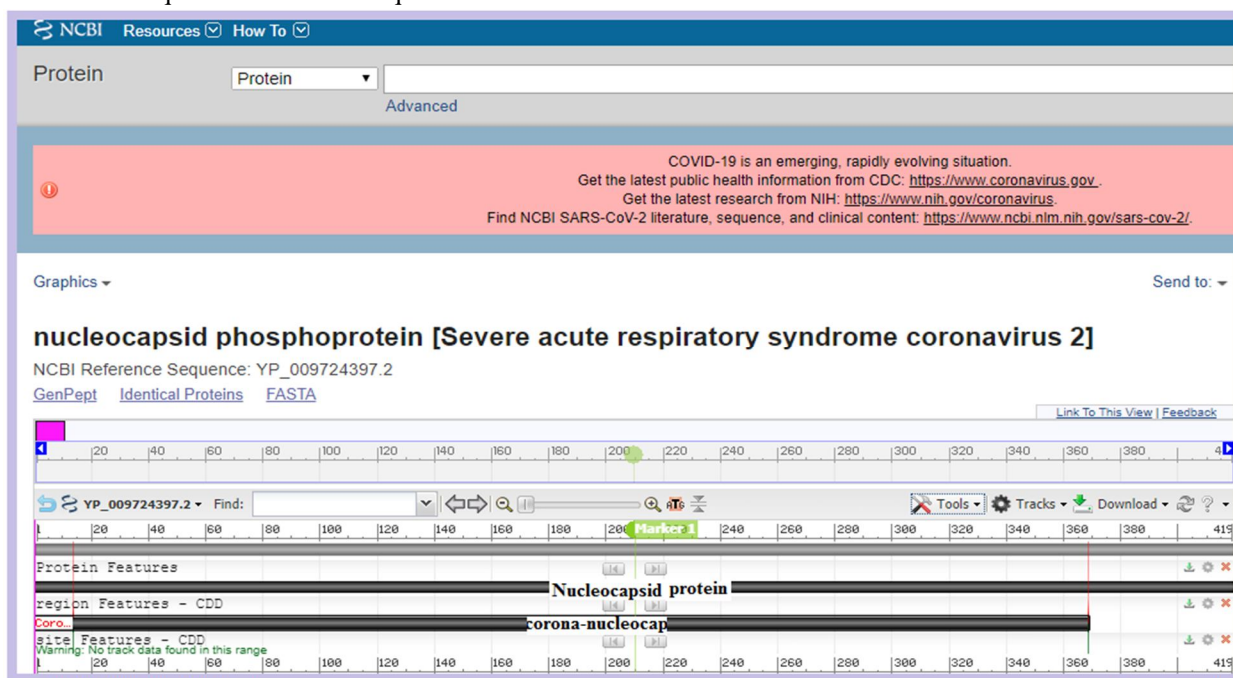 NCBI Resources How To
Protein Protein
Advanced
COVID-19 is an emerging, rapidly evolving situation.
Get the latest public health information from CDC: https://www.coronavirus.gov .
Get the latest research from NIH: https://www.nih.gov/coronavirus.
Find NCBI SARS-CoV-2 literature, sequence, and clinical content: https://www.ncbi.nlm.nih.gov/sars-cov-2/.
Graphics Send to:
nucleocapsid phosphoprotein [Severe acute respiratory syndrome coronavirus 2]
NCBI Reference Sequence: YP_009724397.2
GenPept Identical Proteins FASTA
Link To This View | Feedback
20 40 60 80 100 120 140 160 180 200 220 240 260 280 300 320 340 360 380 4
YP_009724397.2 Find: ATG Tools Tracks Download ?
1 20 40 60 80 100 120 140 160 180 200 Marker 1 240 260 280 300 320 340 360 380 419
Protein Features
Nucleocapsid protein
region Features - CDD
Coro... corona-nucleocap
site Features - CDD
Warning: No track data found in this range
1 20 40 60 80 100 120 140 160 180 200 220 240 260 280 300 320 340 360 380 419